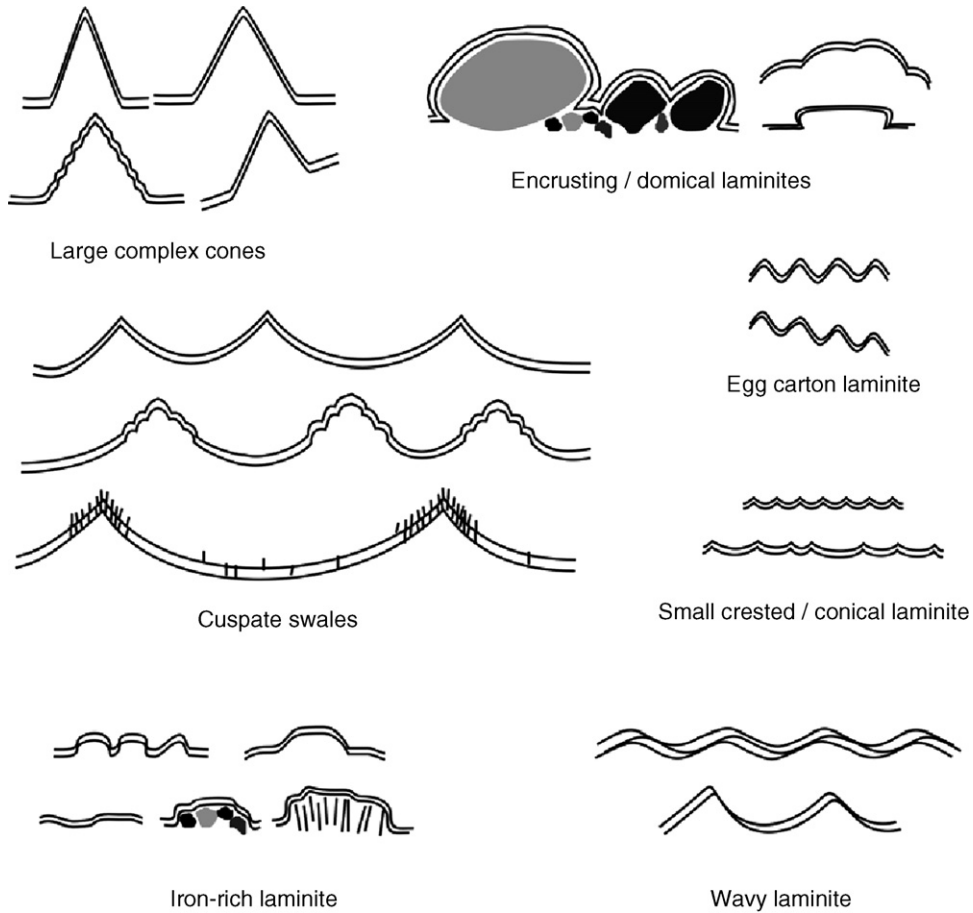 Encrusting / domical laminites
Large complex cones
Egg carton laminite
Cuspate swales
Small crested / conical laminite
Iron-rich laminite
Wavy laminite